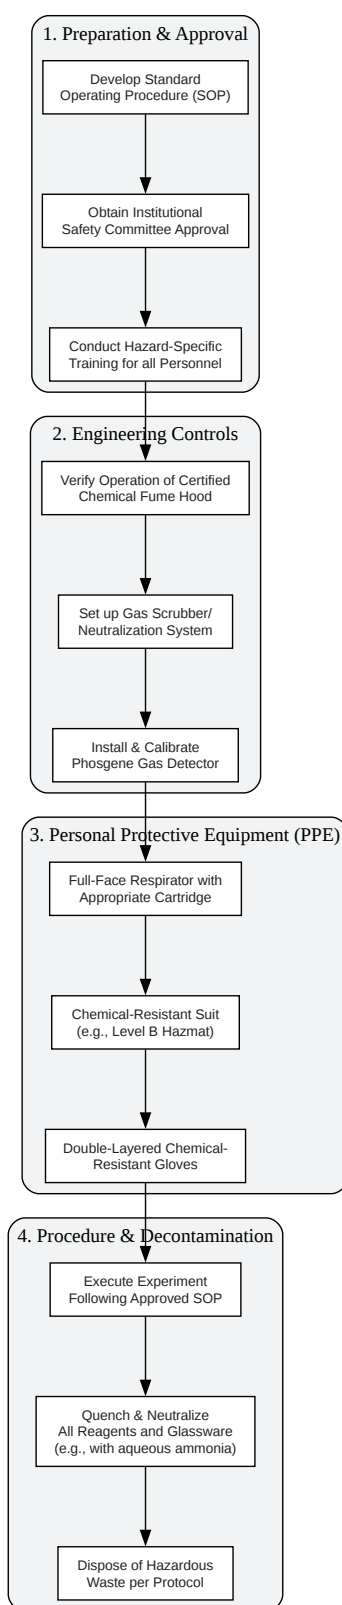 1. Preparation & Approval
Develop Standard
Operating Procedure (SOP)
Obtain Institutional
Safety Committee Approval
Conduct Hazard-Specific
Training for all Personnel
2. Engineering Controls
Verify Operation of Certified
Chemical Fume Hood
Set up Gas Scrubber/
Neutralization System
Install & Calibrate
Phosgene Gas Detector
3. Personal Protective Equipment (PPE)
Full-Face Respirator with
Appropriate Cartridge
Chemical-Resistant Suit
(e.g., Level B Hazmat)
Double-Layered Chemical-
Resistant Gloves
4. Procedure & Decontamination
Execute Experiment
Following Approved SOP
Quench & Neutralize
All Reagents and Glassware
(e.g., with aqueous ammonia)
Dispose of Hazardous
Waste per Protocol